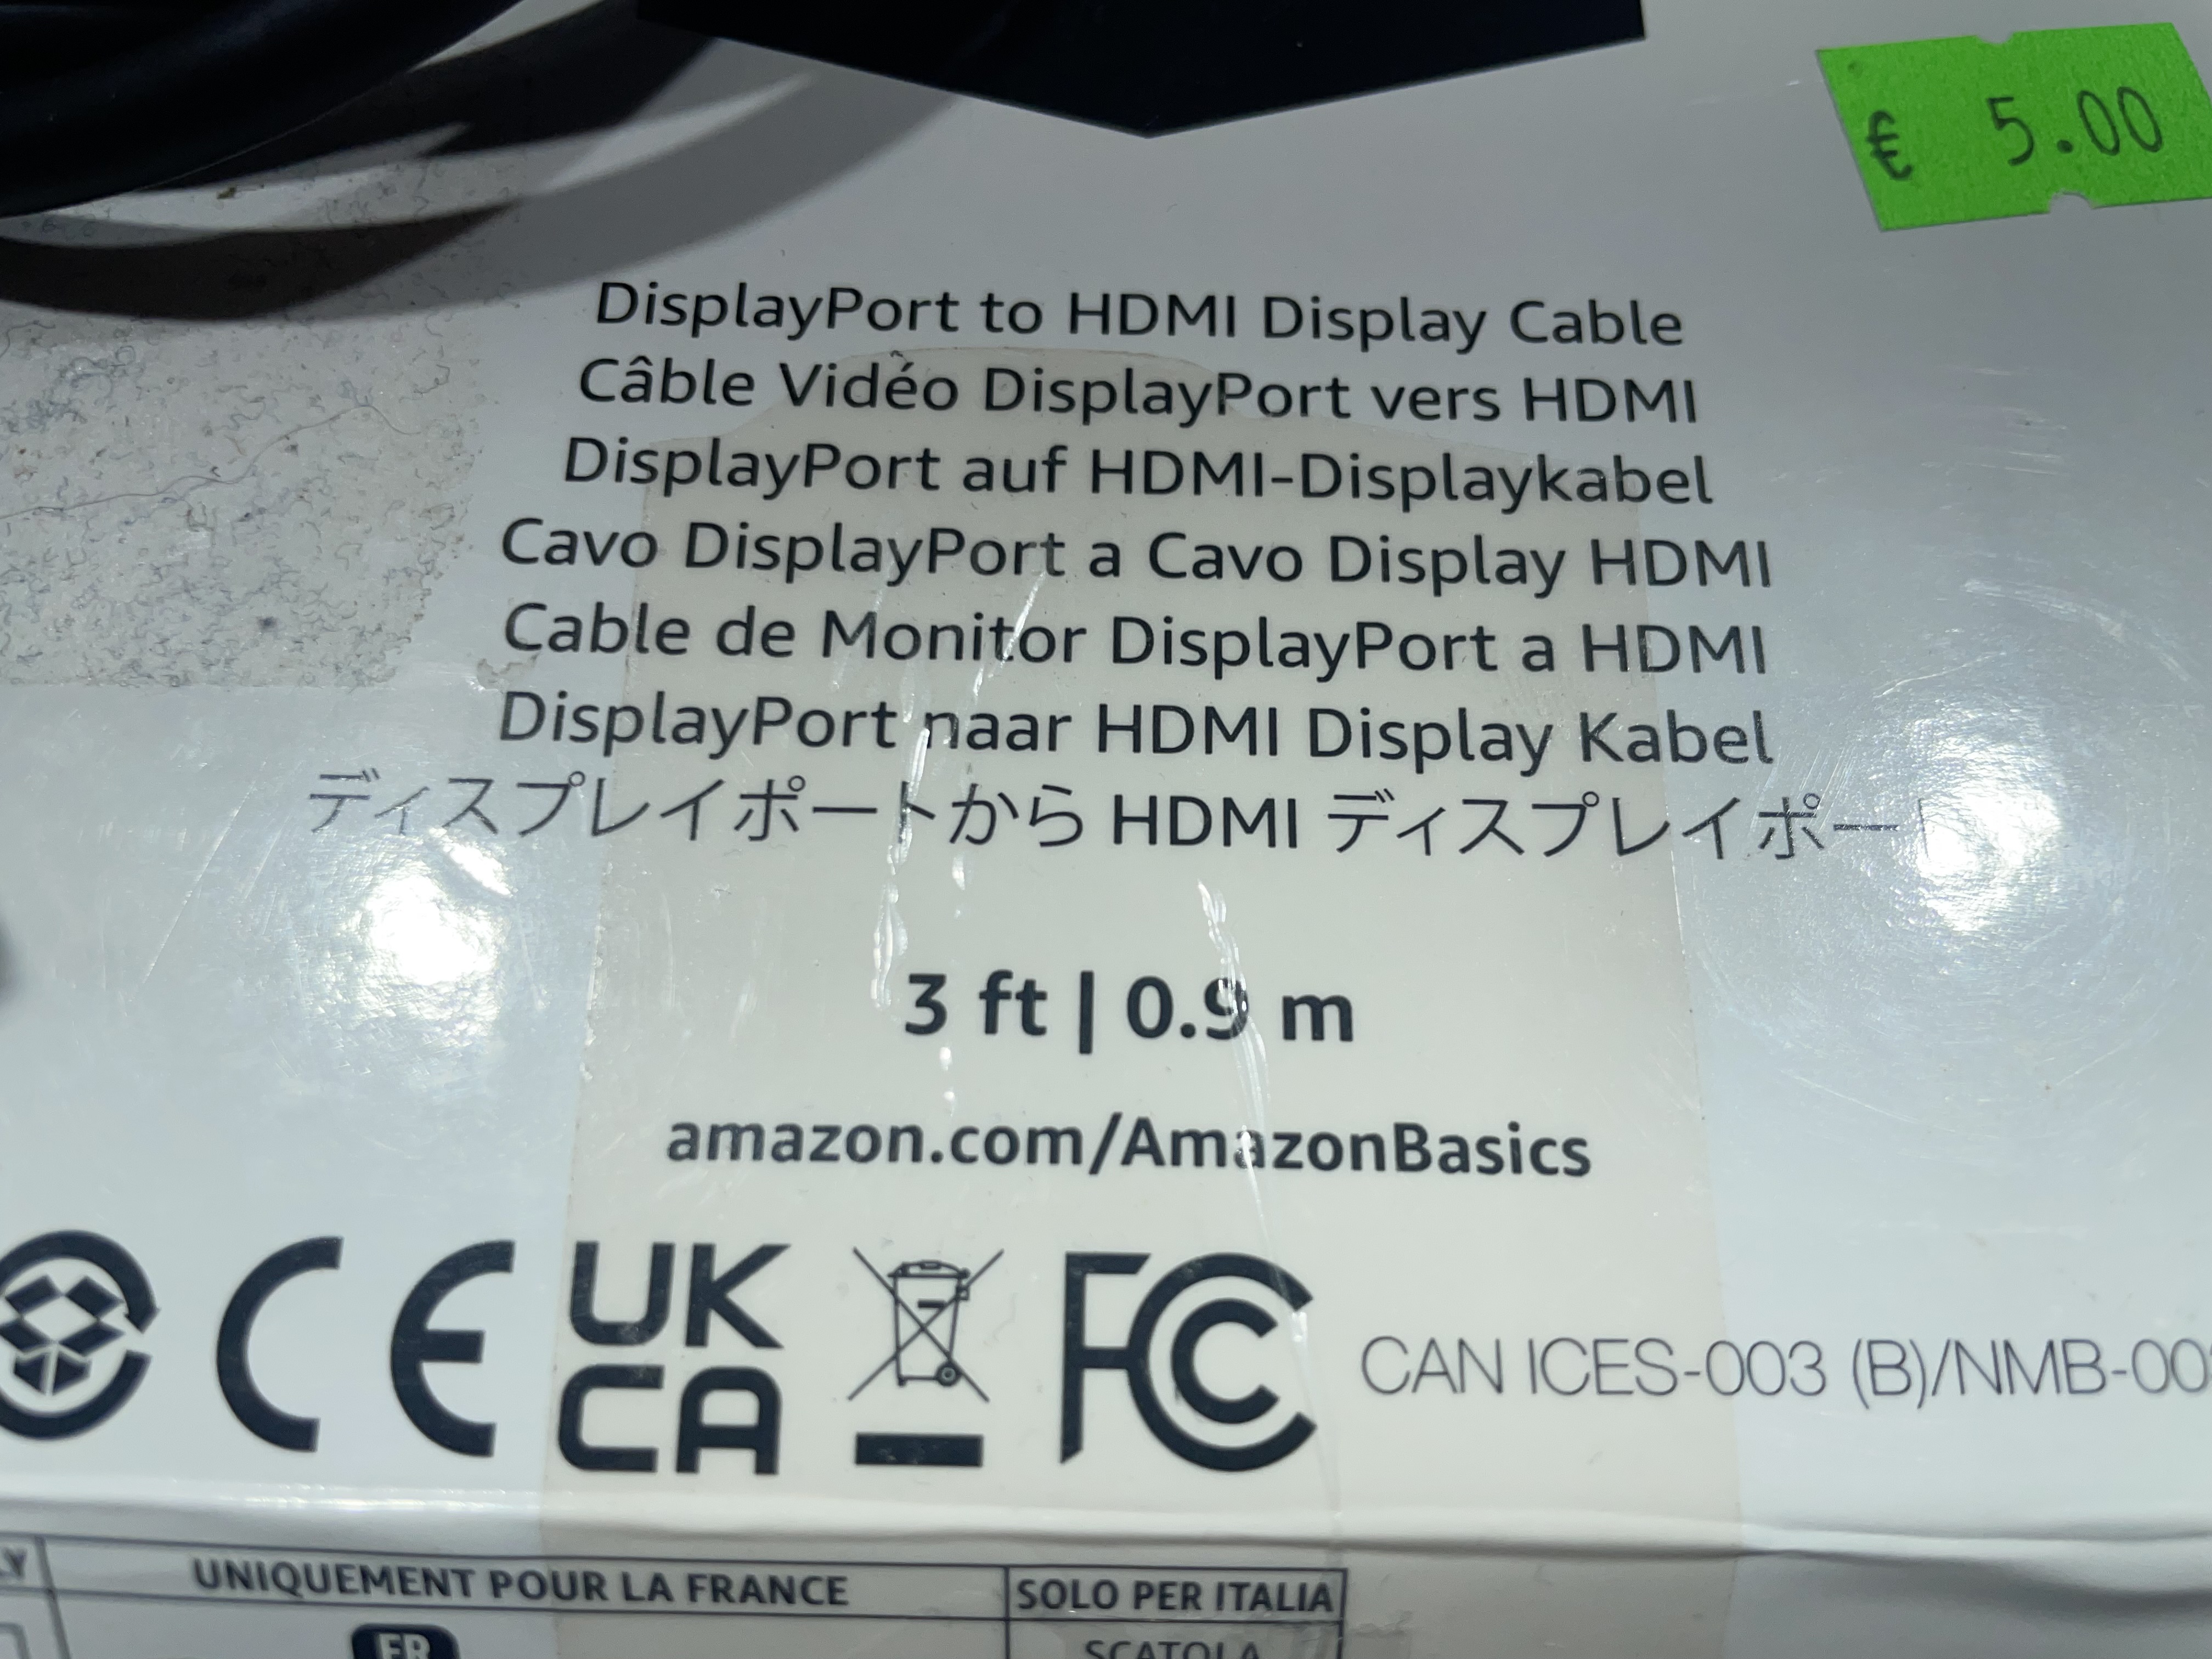 € 5.00
DisplayPort to HDMI Display Cable
Câble Vidéo DisplayPort vers HDMI
DisplayPort auf HDMI-Displaykabel
Cavo DisplayPort a Cavo Display HDMI
Cable de Monitor DisplayPort a HDMI
DisplayPort naar HDMI Display Kabel
ディスプレイポートから HDMI ディスプレイポー
3 ft | 0.9 m
amazon.com/AmazonBasics
CE UK CA FC CAN ICES-003 (B)/NMB-00
UNIQUEMENT POUR LA FRANCE SOLO PER ITALIA
FR SCATOLA